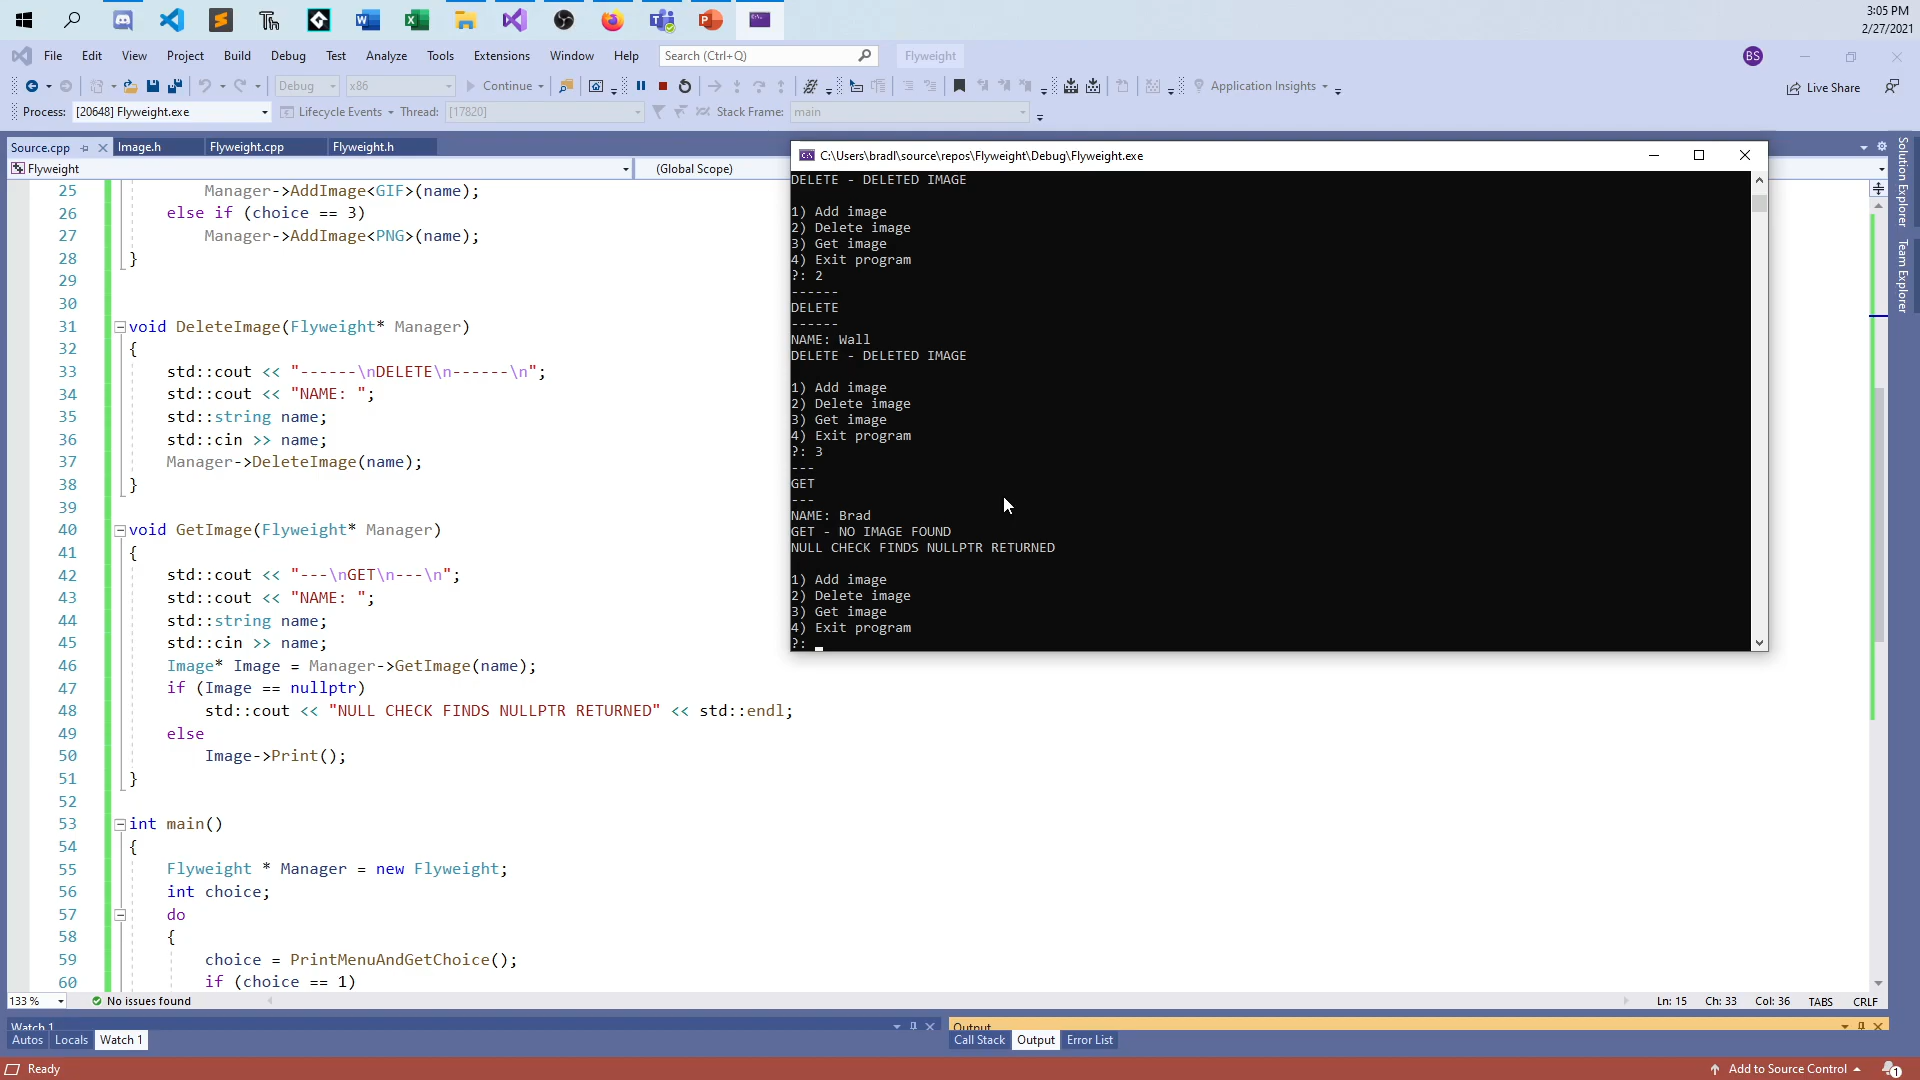 3:05 PM
2/27/2021
File Edit View Project Build Debug Test Analyze Tools Extensions Window Help Search (Ctrl+Q) Flyweight BS
Debug x86 Continue Application Insights Live Share
Process: [20648] Flyweight.exe Lifecycle Events Thread: [17820] Stack Frame: main
Source.cpp Image.h Flyweight.cpp Flyweight.h
Flyweight (Global Scope)
25 Manager->AddImage<GIF>(name);
26 else if (choice == 3)
27 Manager->AddImage<PNG>(name);
28 }
29
30
31 void DeleteImage(Flyweight* Manager)
32 {
33 std::cout << "------\nDELETE\n------\n";
34 std::cout << "NAME: ";
35 std::string name;
36 std::cin >> name;
37 Manager->DeleteImage(name);
38 }
39
40 void GetImage(Flyweight* Manager)
41 {
42 std::cout << "---\nGET\n---\n";
43 std::cout << "NAME: ";
44 std::string name;
45 std::cin >> name;
46 Image* Image = Manager->GetImage(name);
47 if (Image == nullptr)
48 std::cout << "NULL CHECK FINDS NULLPTR RETURNED" << std::endl;
49 else
50 Image->Print();
51 }
52
53 int main()
54 {
55 Flyweight * Manager = new Flyweight;
56 int choice;
57 do
58 {
59 choice = PrintMenuAndGetChoice();
60 if (choice == 1)
C:\Users\bradl\source\repos\Flyweight\Debug\Flyweight.exe
DELETE - DELETED IMAGE
1) Add image
2) Delete image
3) Get image
4) Exit program
?: 2
------
DELETE
------
NAME: Wall
DELETE - DELETED IMAGE
1) Add image
2) Delete image
3) Get image
4) Exit program
?: 3
---
GET
---
NAME: Brad
GET - NO IMAGE FOUND
NULL CHECK FINDS NULLPTR RETURNED
1) Add image
2) Delete image
3) Get image
4) Exit program
?:
Solution Explorer
Team Explorer
133 % No issues found Ln: 15 Ch: 33 Col: 36 TABS CRLF
Watch 1 Output
Autos Locals Watch 1 Call Stack Output Error List
Ready Add to Source Control 1